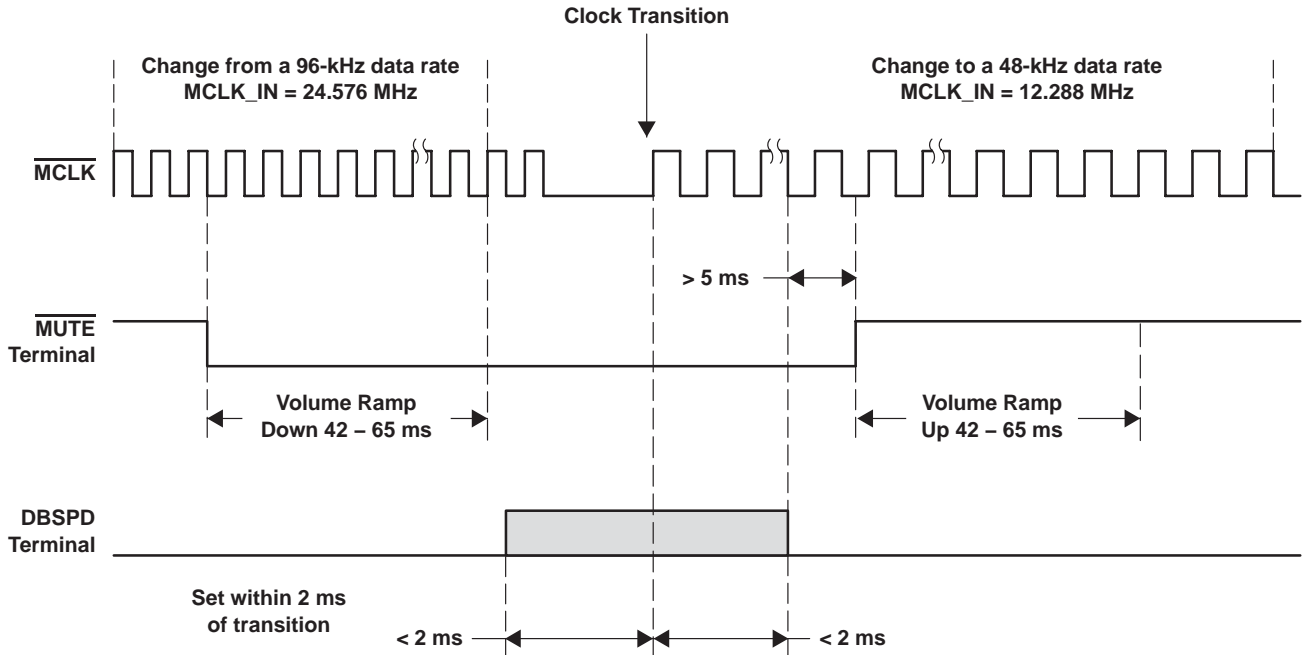 Clock Transition
Change from a 96-kHz data rate
MCLK_IN = 24.576 MHz
Change to a 48-kHz data rate
MCLK_IN = 12.288 MHz
MCLK
> 5 ms
MUTE
Terminal
Volume Ramp
Down 42 – 65 ms
Volume Ramp
Up 42 – 65 ms
DBSPD
Terminal
Set within 2 ms
of transition
< 2 ms
< 2 ms